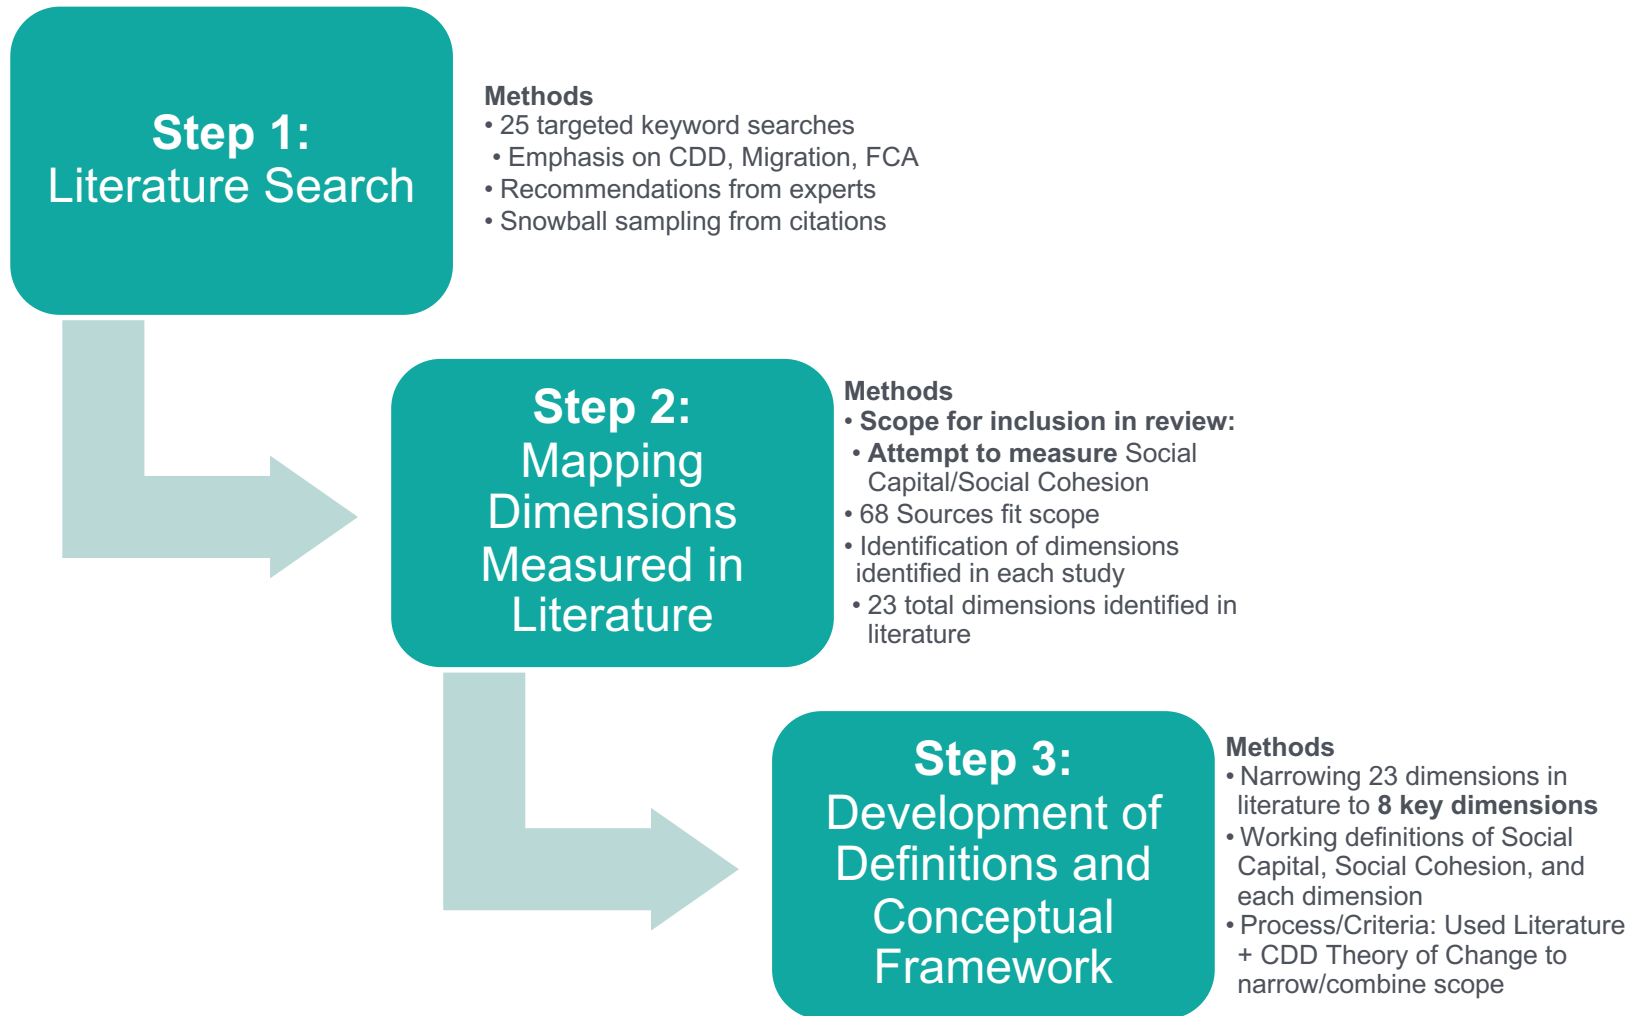 Step 1:
Literature Search
Methods
• 25 targeted keyword searches
• Emphasis on CDD, Migration, FCA
• Recommendations from experts
• Snowball sampling from citations
Step 2:
Mapping
Dimensions
Measured in
Literature
Methods
• Scope for inclusion in review:
• Attempt to measure Social
Capital/Social Cohesion
• 68 Sources fit scope
• Identification of dimensions
identified in each study
• 23 total dimensions identified in
literature
Step 3:
Development of
Definitions and
Conceptual
Framework
Methods
• Narrowing 23 dimensions in
literature to 8 key dimensions
• Working definitions of Social
Capital, Social Cohesion, and
each dimension
• Process/Criteria: Used Literature
+ CDD Theory of Change to
narrow/combine scope